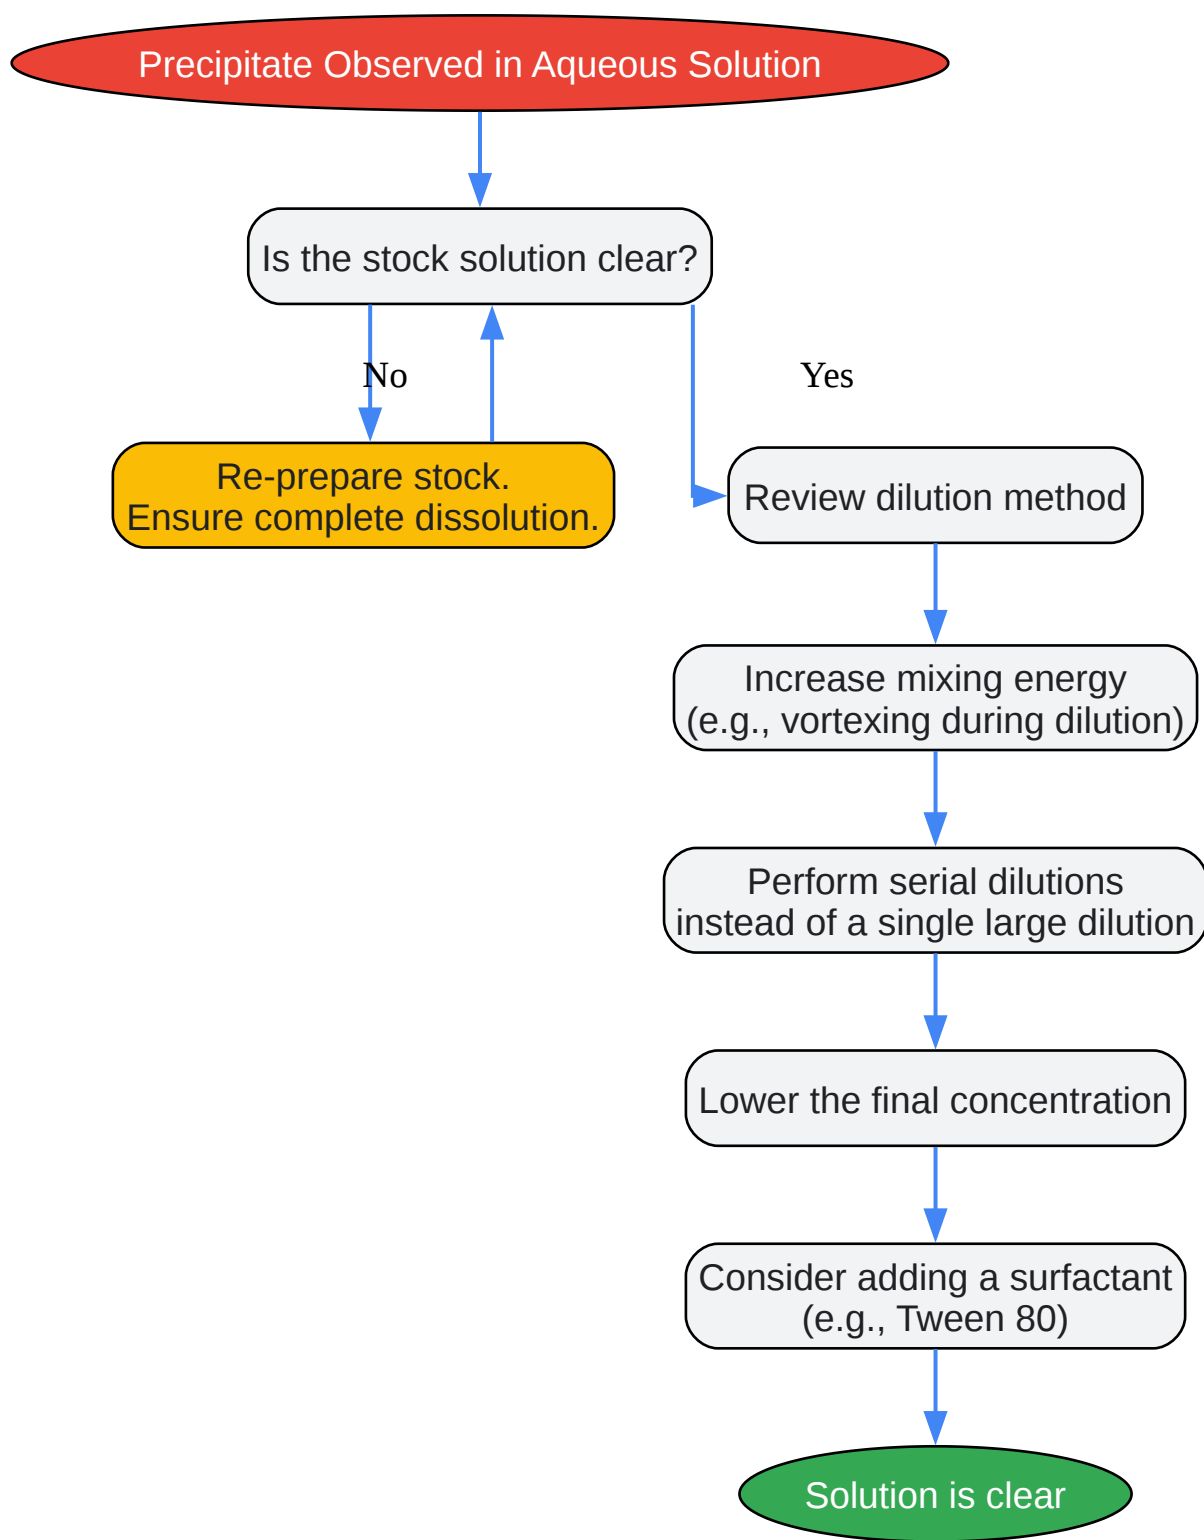 Precipitate Observed in Aqueous Solution
Is the stock solution clear?
No
Yes
Re-prepare stock.
Ensure complete dissolution.
Review dilution method
Increase mixing energy
(e.g., vortexing during dilution)
Perform serial dilutions
instead of a single large dilution
Lower the final concentration
Consider adding a surfactant
(e.g., Tween 80)
Solution is clear